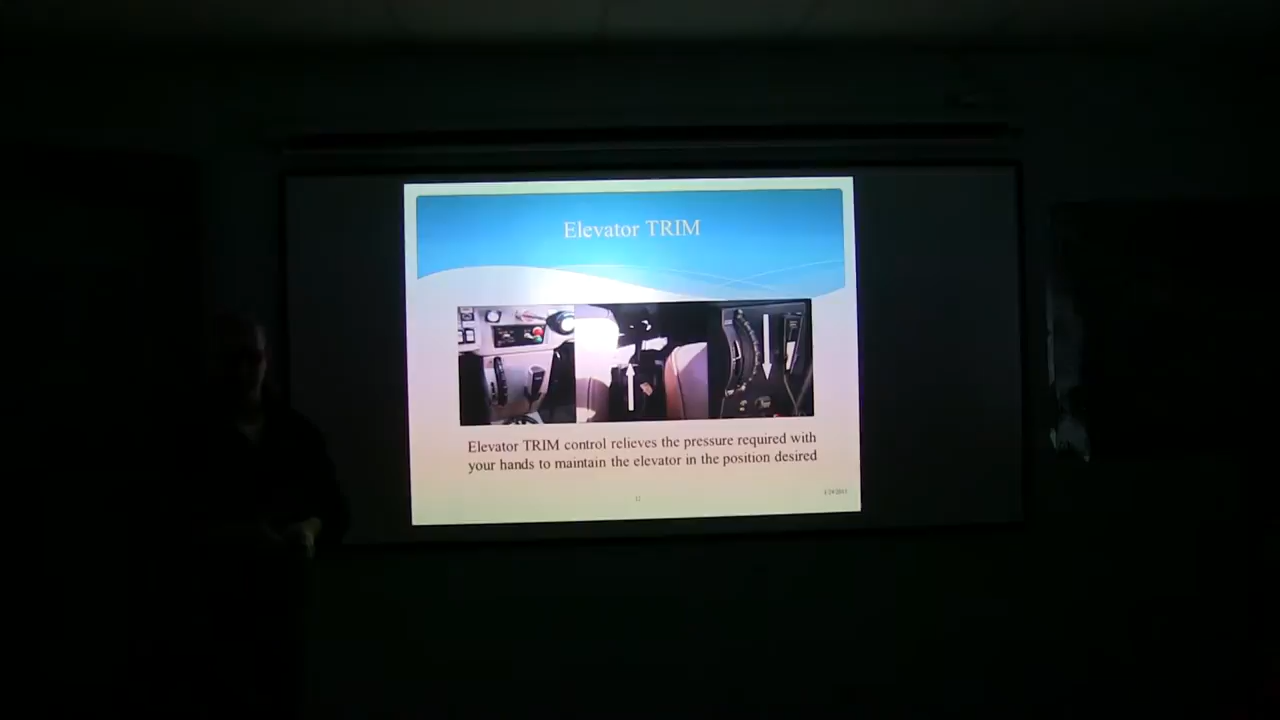 Elevator TRIM
Elevator TRIM control relieves the pressure required with
your hands to maintain the elevator in the position desired
12